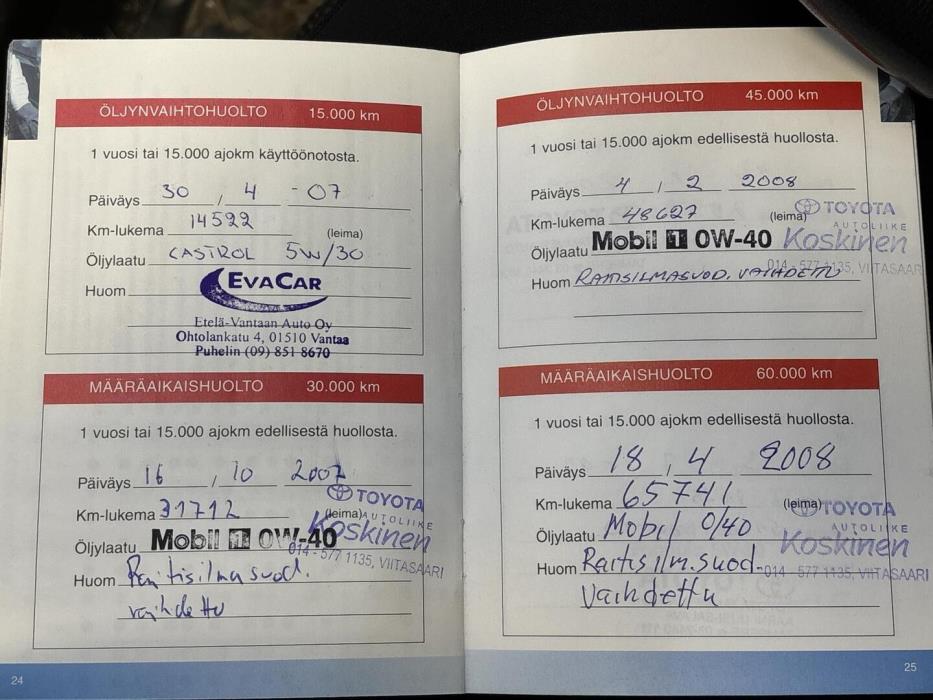 ÖLJYNVAIHTOHUOLTO 15.000 km
1 vuosi tai 15.000 ajokm käyttöönotosta.
Päiväys 30 / 4 - 07
Km-lukema 14522
(leima)
Öljylaatu CASTROL 5W/30
Huom EVACAR
Etelä-Vantaan Auto Oy
Ohtolankatu 4, 01510 Vantaa
Puhelin (09) 851 8670
MÄÄRÄAIKAISHUOLTO 30.000 km
1 vuosi tai 15.000 ajokm edellisestä huollosta.
Päiväys 16 / 10 2007
TOYOTA
Km-lukema 31712 (leima) AUTOLIIKE
Öljylaatu Mobil 1 0W-40 Koskinen
014 - 577 1135, VIITASAARI
Huom Raitisilmasuod.
vaihdettu
24
ÖLJYNVAIHTOHUOLTO 45.000 km
1 vuosi tai 15.000 ajokm edellisestä huollosta.
Päiväys 4 / 2 2008
TOYOTA
Km-lukema 48627 (leima) AUTOLIIKE
Öljylaatu Mobil 1 0W-40 Koskinen
014 - 577 1135, VIITASAARI
Huom RAITISILMASUOD. VAIHDETTU
MÄÄRÄAIKAISHUOLTO 60.000 km
1 vuosi tai 15.000 ajokm edellisestä huollosta.
Päiväys 18 / 4 2008
Km-lukema 65741 (leima) TOYOTA
AUTOLIIKE
Öljylaatu Mobil 0/40 Koskinen
Huom Raitisilm.suod- 014 - 577 1135, VIITASAARI
vaihdettu
25